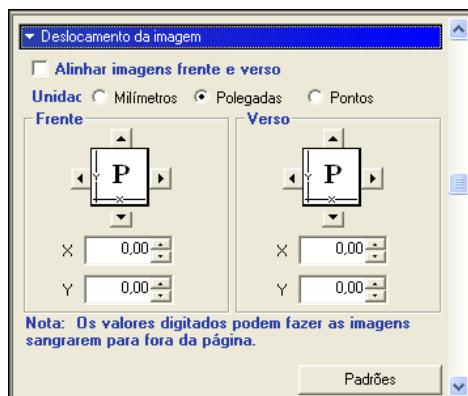 Deslocamento da imagem
Alinhar imagens frente e verso
Unidac Milímetros Polegadas Pontos
Frente Verso
Y P X Y P X
X 0,00 X 0,00
Y 0,00 Y 0,00
Nota: Os valores digitados podem fazer as imagens
sangrarem para fora da página.
Padrões